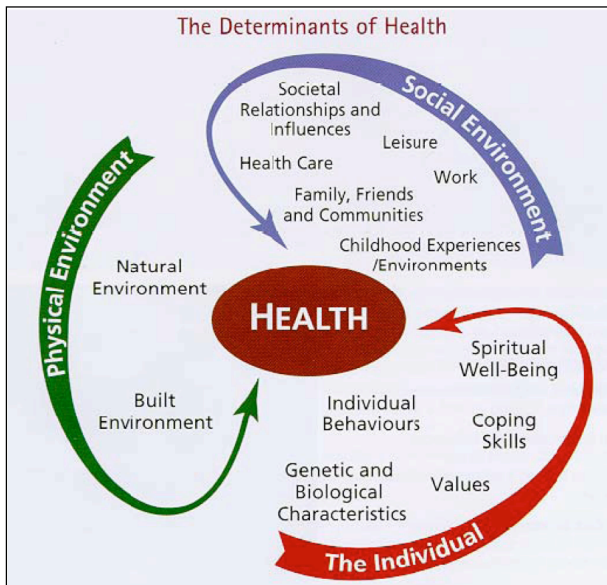 The Determinants of Health
Social Environment
Societal
Relationships and
Influences
Leisure
Health Care
Work
Family, Friends
and Communities
Childhood Experiences
/Environments
Physical Environment
Natural
Environment
Built
Environment
HEALTH
Spiritual
Well-Being
Individual
Behaviours
Coping
Skills
Genetic and
Biological
Characteristics
Values
The Individual